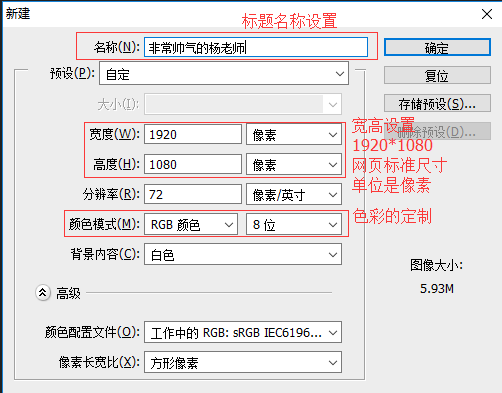 新建
标题名称设置
名称(N): 非常帅气的杨老师
确定
预设(P): 自定
复位
大小(I):
存储预设(S)...
宽度(W): 1920 像素
宽高设置
删除预设(D)...
1920*1080
高度(H): 1080 像素
网页标准尺寸
分辨率(R): 72 像素/英寸
单位是像素
颜色模式(M): RGB 颜色 8 位
色彩的定制
背景内容(C): 白色
图像大小:
5.93M
高级
颜色配置文件(O): 工作中的 RGB: sRGB IEC6196...
像素长宽比(X): 方形像素